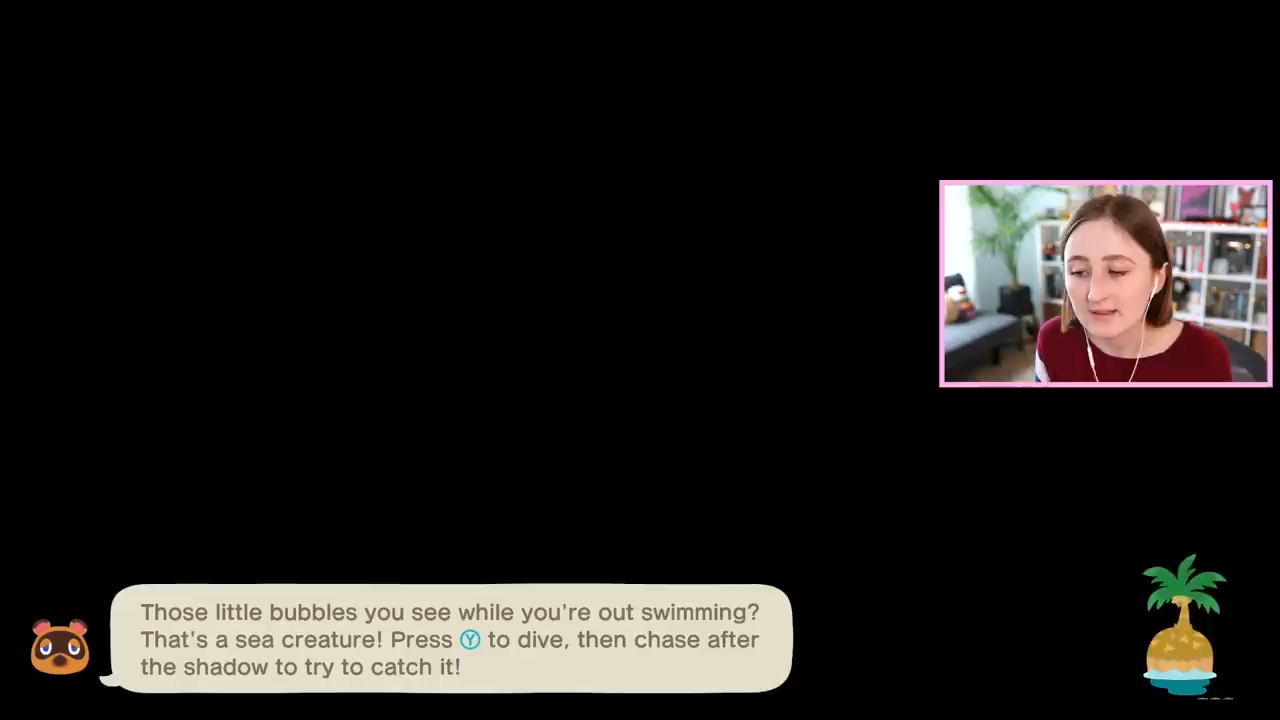 Those little bubbles you see while you're out swimming?
That's a sea creature! Press Ⓨ to dive, then chase after
the shadow to try to catch it!